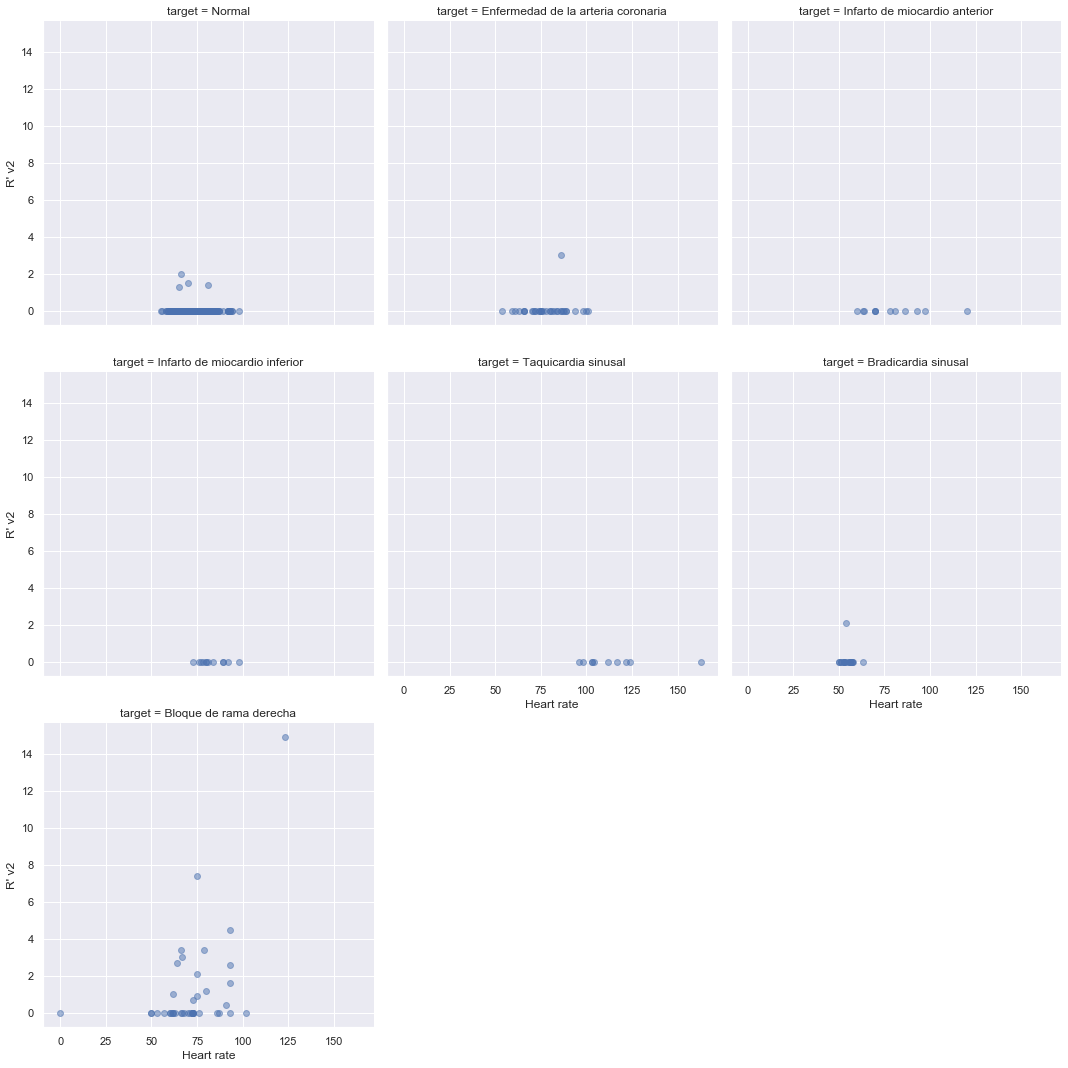 target = Normal
target = Enfermedad de la arteria coronaria
target = Infarto de miocardio anterior
14
12
10
8
6
4
2
0
R' v2
target = Infarto de miocardio inferior
target = Taquicardia sinusal
target = Bradicardia sinusal
14
12
10
8
6
4
2
0
R' v2
0 25 50 75 100 125 150
Heart rate
0 25 50 75 100 125 150
Heart rate
target = Bloque de rama derecha
14
12
10
8
6
4
2
0
R' v2
0 25 50 75 100 125 150
Heart rate